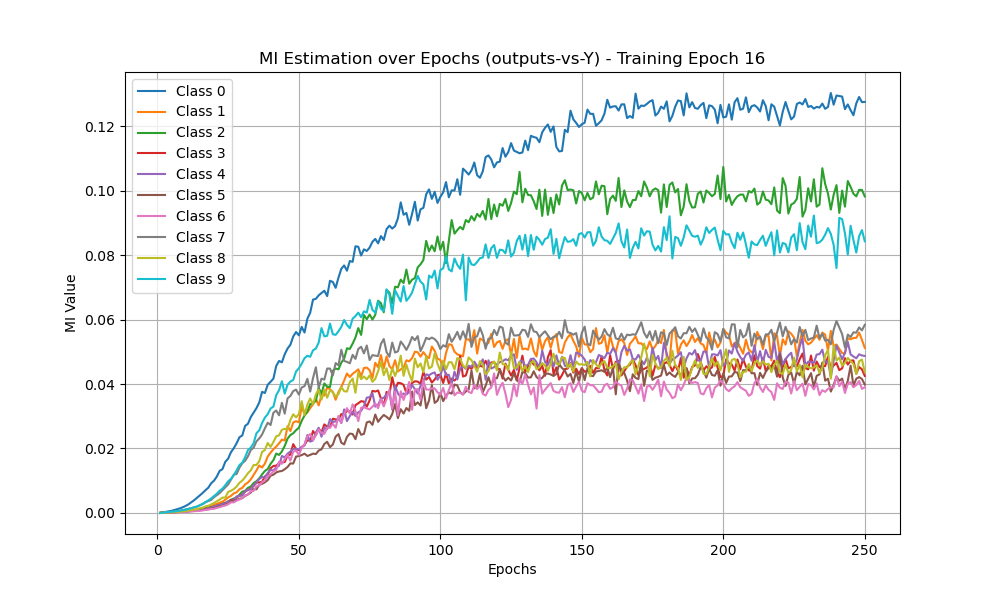 MI Estimation over Epochs (outputs-vs-Y) - Training Epoch 16
Class 0
Class 1
Class 2
Class 3
Class 4
Class 5
Class 6
Class 7
Class 8
Class 9
MI Value
0.12
0.10
0.08
0.06
0.04
0.02
0.00
0 50 100 150 200 250
Epochs